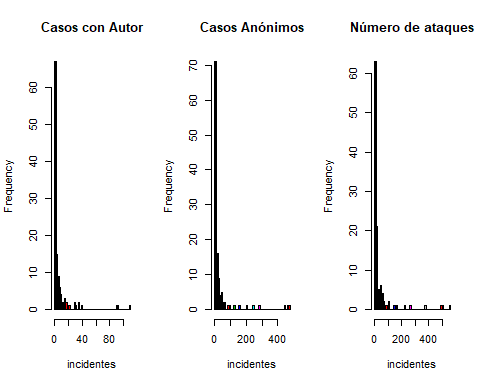 Casos con Autor
Casos Anónimos
Número de ataques
Frequency
0 10 20 30 40 50 60
0 40 80
incidentes
Frequency
0 10 20 30 40 50 60 70
0 200 400
incidentes
Frequency
0 10 20 30 40 50 60
0 200 400
incidentes